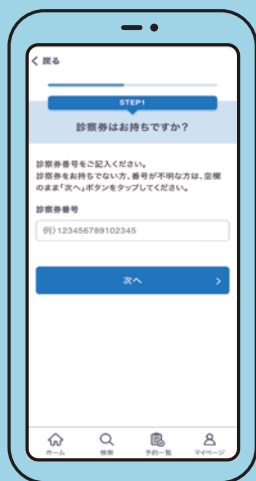 戻る
STEP1
診察券はお持ちですか？
診察券番号をご記入ください。
診察券をお持ちでない方、番号が不明な方は、空欄
のまま「次へ」ボタンをタップしてください。
診察券番号
例）123456789102345
次へ
ホーム 検索 予約一覧 マイページ